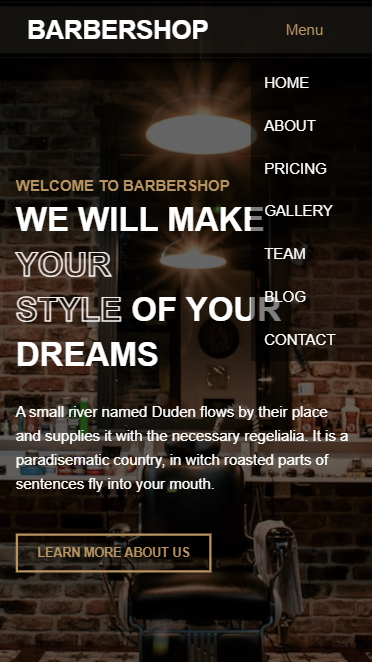 BARBERSHOP
Menu
HOME
ABOUT
PRICING
GALLERY
TEAM
BLOG
CONTACT
WELCOME TO BARBERSHOP
WE WILL MAKE
YOUR
STYLE OF YOUR
DREAMS
A small river named Duden flows by their place
and supplies it with the necessary regelialia. It is a
paradisematic country, in witch roasted parts of
sentences fly into your mouth.
LEARN MORE ABOUT US